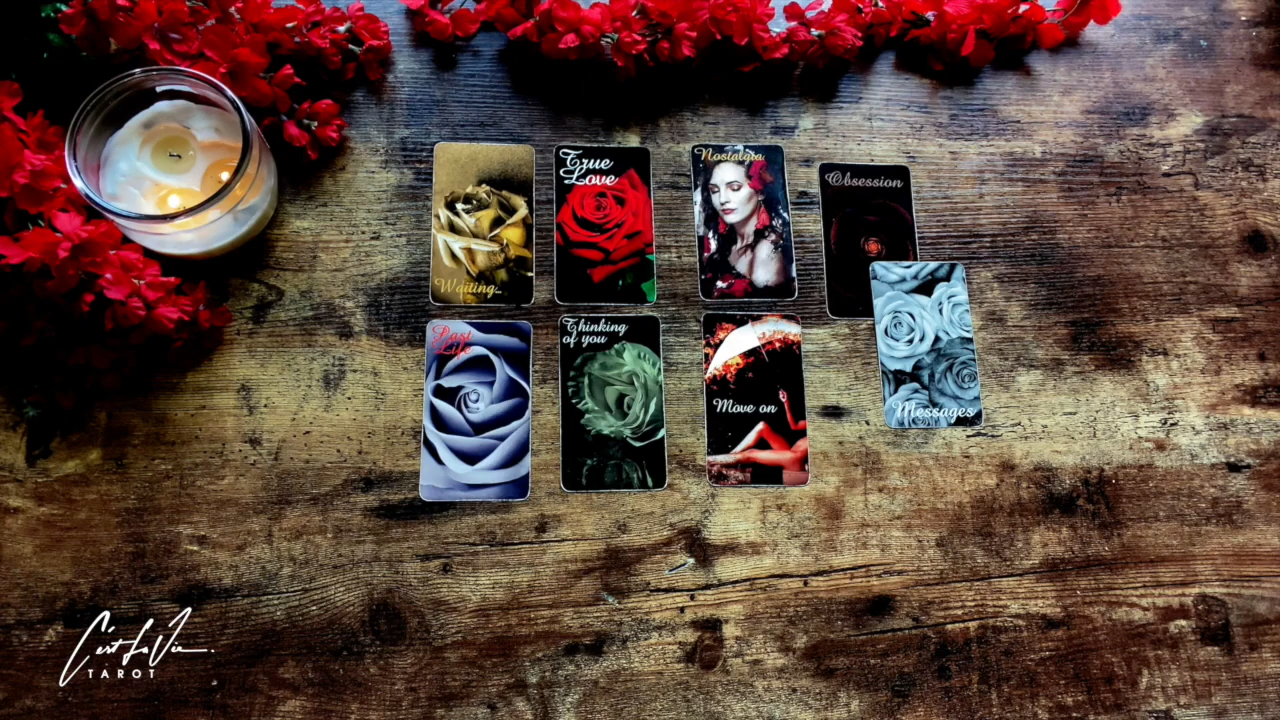 True
Love
Nostalgia
Obsession
Waiting...
Past
Life
Thinking
of you
Move on
Messages
C'est La Vie.
TAROT